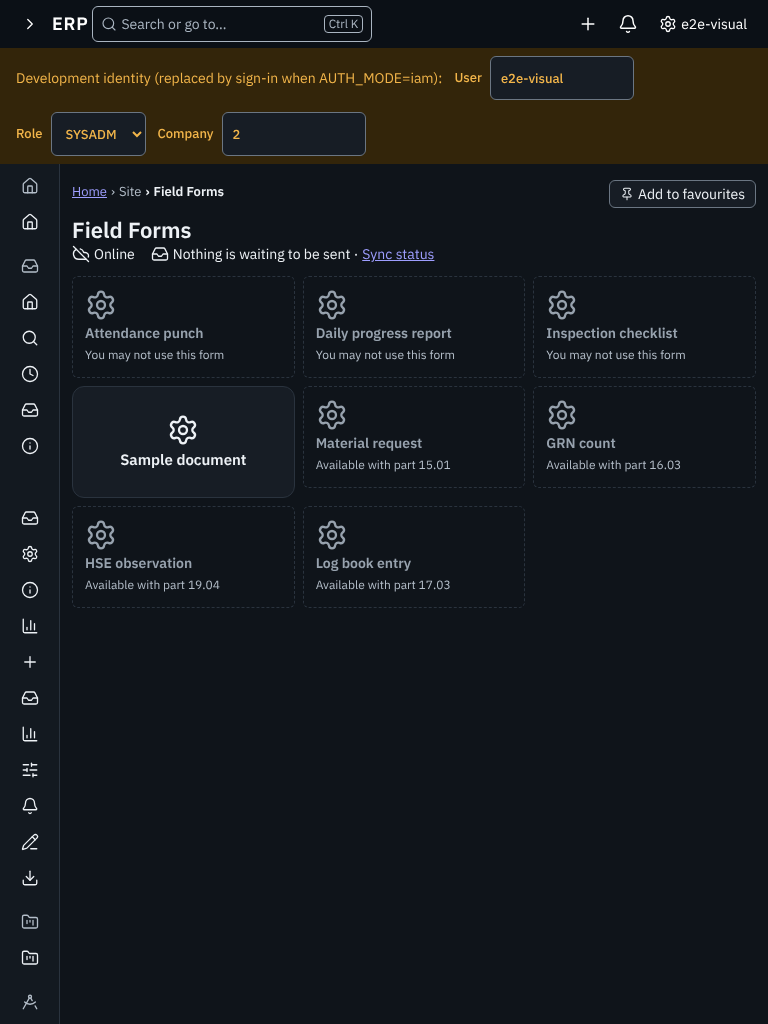 ERP
Search or go to...
Ctrl K
e2e-visual
Development identity (replaced by sign-in when AUTH_MODE=iam):
User
e2e-visual
Role
SYSADM
Company
2
Home › Site › Field Forms
Add to favourites
Field Forms
Online
Nothing is waiting to be sent · Sync status
Attendance punch
You may not use this form
Daily progress report
You may not use this form
Inspection checklist
You may not use this form
Sample document
Material request
Available with part 15.01
GRN count
Available with part 16.03
HSE observation
Available with part 19.04
Log book entry
Available with part 17.03